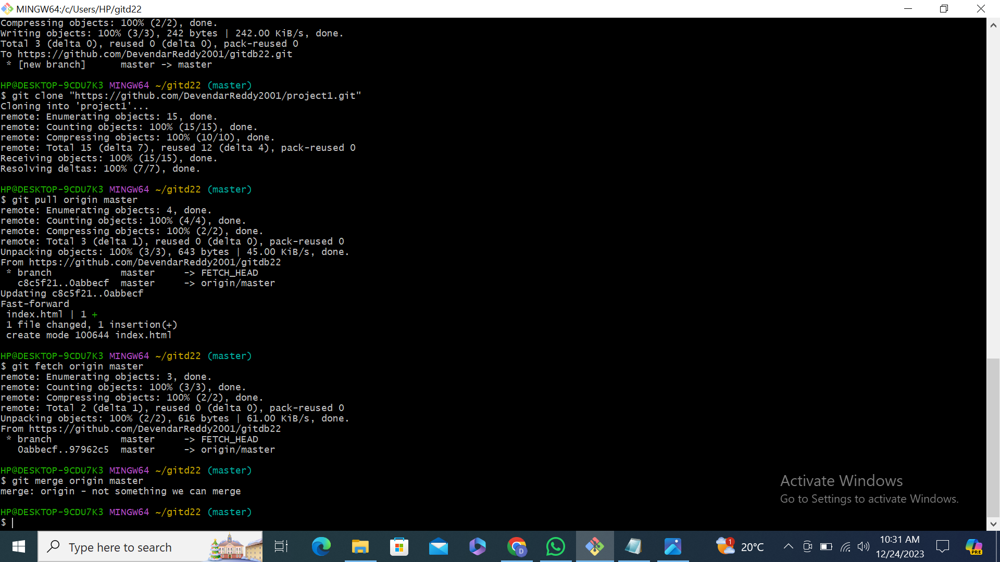 MINGW64:/c/Users/HP/gitd22
Compressing objects: 100% (2/2), done.
Writing objects: 100% (3/3), 242 bytes | 242.00 KiB/s, done.
Total 3 (delta 0), reused 0 (delta 0), pack-reused 0
To https://github.com/DevendarReddy2001/gitdb22.git
 * [new branch]      master -> master
HP@DESKTOP-9CDU7K3 MINGW64 ~/gitd22 (master)
$ git clone "https://github.com/DevendarReddy2001/project1.git"
Cloning into 'project1'...
remote: Enumerating objects: 15, done.
remote: Counting objects: 100% (15/15), done.
remote: Compressing objects: 100% (10/10), done.
remote: Total 15 (delta 7), reused 12 (delta 4), pack-reused 0
Receiving objects: 100% (15/15), done.
Resolving deltas: 100% (7/7), done.
HP@DESKTOP-9CDU7K3 MINGW64 ~/gitd22 (master)
$ git pull origin master
remote: Enumerating objects: 4, done.
remote: Counting objects: 100% (4/4), done.
remote: Compressing objects: 100% (2/2), done.
remote: Total 3 (delta 1), reused 0 (delta 0), pack-reused 0
Unpacking objects: 100% (3/3), 643 bytes | 45.00 KiB/s, done.
From https://github.com/DevendarReddy2001/gitdb22
 * branch            master     -> FETCH_HEAD
   c8c5f21..0abbecf  master     -> origin/master
Updating c8c5f21..0abbecf
Fast-forward
 index.html | 1 +
 1 file changed, 1 insertion(+)
 create mode 100644 index.html
HP@DESKTOP-9CDU7K3 MINGW64 ~/gitd22 (master)
$ git fetch origin master
remote: Enumerating objects: 3, done.
remote: Counting objects: 100% (3/3), done.
remote: Compressing objects: 100% (2/2), done.
remote: Total 2 (delta 1), reused 0 (delta 0), pack-reused 0
Unpacking objects: 100% (2/2), 616 bytes | 61.00 KiB/s, done.
From https://github.com/DevendarReddy2001/gitdb22
 * branch            master     -> FETCH_HEAD
   0abbecf..97962c5  master     -> origin/master
HP@DESKTOP-9CDU7K3 MINGW64 ~/gitd22 (master)
$ git merge origin master
merge: origin - not something we can merge
HP@DESKTOP-9CDU7K3 MINGW64 ~/gitd22 (master)
$
Activate Windows
Go to Settings to activate Windows.
Type here to search
D
1
20°C
10:31 AM
12/24/2023
PRE